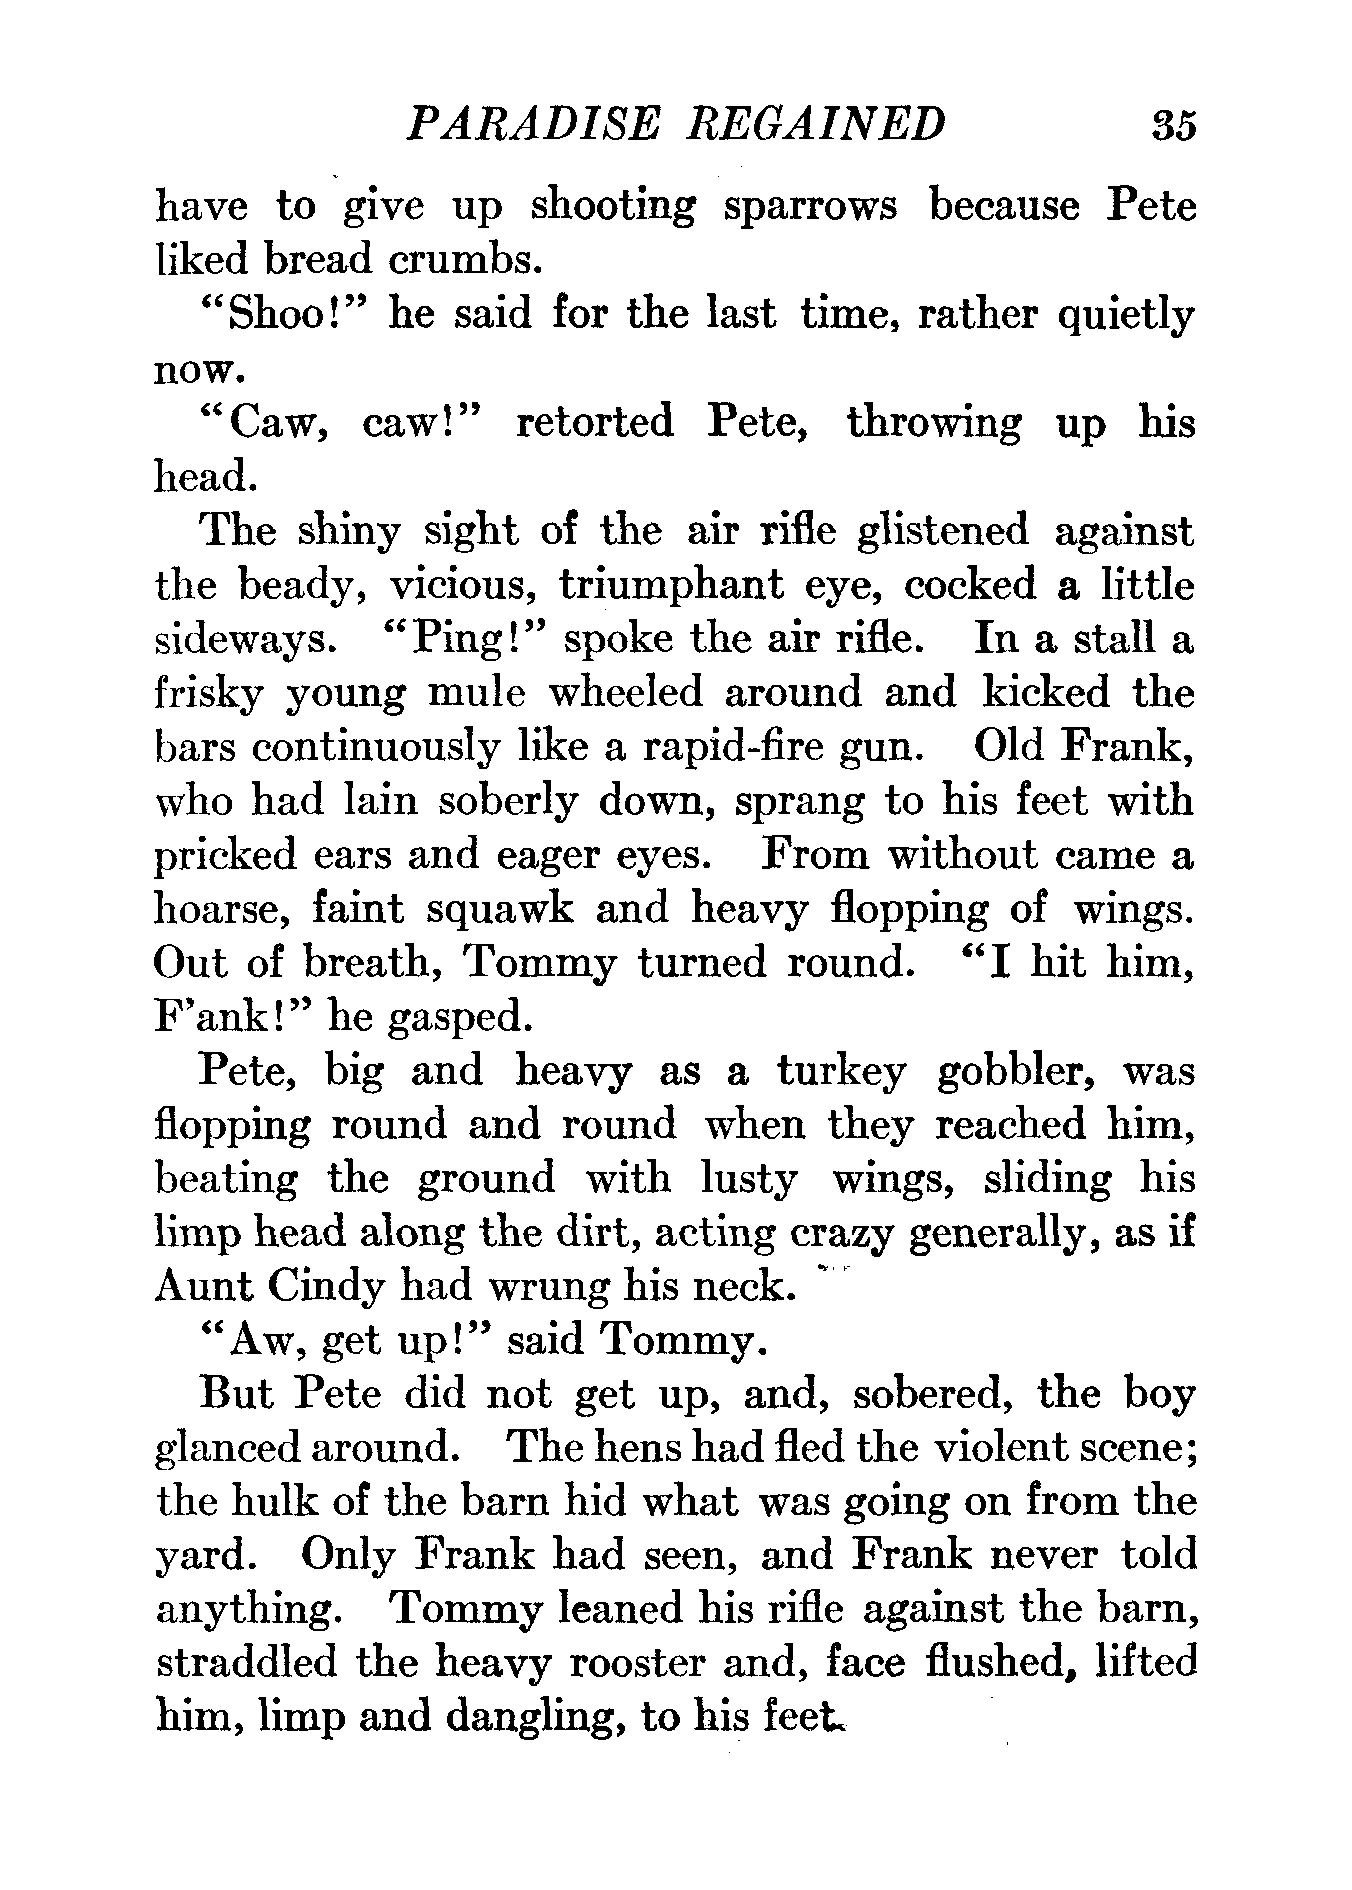 PARADISE REGAINED 35
have to give up shooting sparrows because Pete
liked bread crumbs.
"Shoo!" he said for the last time, rather quietly
now.
"Caw, caw!" retorted Pete, throwing up his
head.
The shiny sight of the air rifle glistened against
the beady, vicious, triumphant eye, cocked a little
sideways. "Ping!" spoke the air rifle. In a stall a
frisky young mule wheeled around and kicked the
bars continuously like a rapid-fire gun. Old Frank,
who had lain soberly down, sprang to his feet with
pricked ears and eager eyes. From without came a
hoarse, faint squawk and heavy flopping of wings.
Out of breath, Tommy turned round. "I hit him,
F'ank!" he gasped.
Pete, big and heavy as a turkey gobbler, was
flopping round and round when they reached him,
beating the ground with lusty wings, sliding his
limp head along the dirt, acting crazy generally, as if
Aunt Cindy had wrung his neck.
"Aw, get up!" said Tommy.
But Pete did not get up, and, sobered, the boy
glanced around. The hens had fled the violent scene;
the hulk of the barn hid what was going on from the
yard. Only Frank had seen, and Frank never told
anything. Tommy leaned his rifle against the barn,
straddled the heavy rooster and, face flushed, lifted
him, limp and dangling, to his feet.